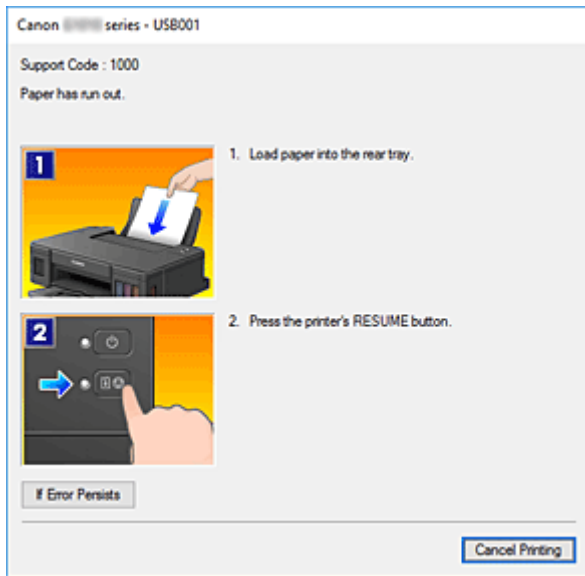 Canon series - USB001
Support Code : 1000
Paper has run out.
1
1. Load paper into the rear tray.
2
2. Press the printer's RESUME button.
If Error Persists
Cancel Printing